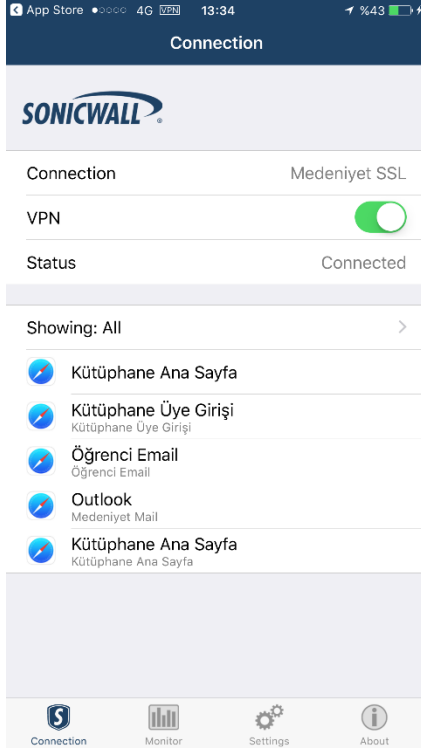 App Store 4G VPN 13:34 %43
Connection
SONICWALL®
Connection Medeniyet SSL
VPN
Status Connected
Showing: All
Kütüphane Ana Sayfa
Kütüphane Üye Girişi
Kütüphane Üye Girişi
Öğrenci Email
Öğrenci Email
Outlook
Medeniyet Mail
Kütüphane Ana Sayfa
Kütüphane Ana Sayfa
Connection Monitor Settings About